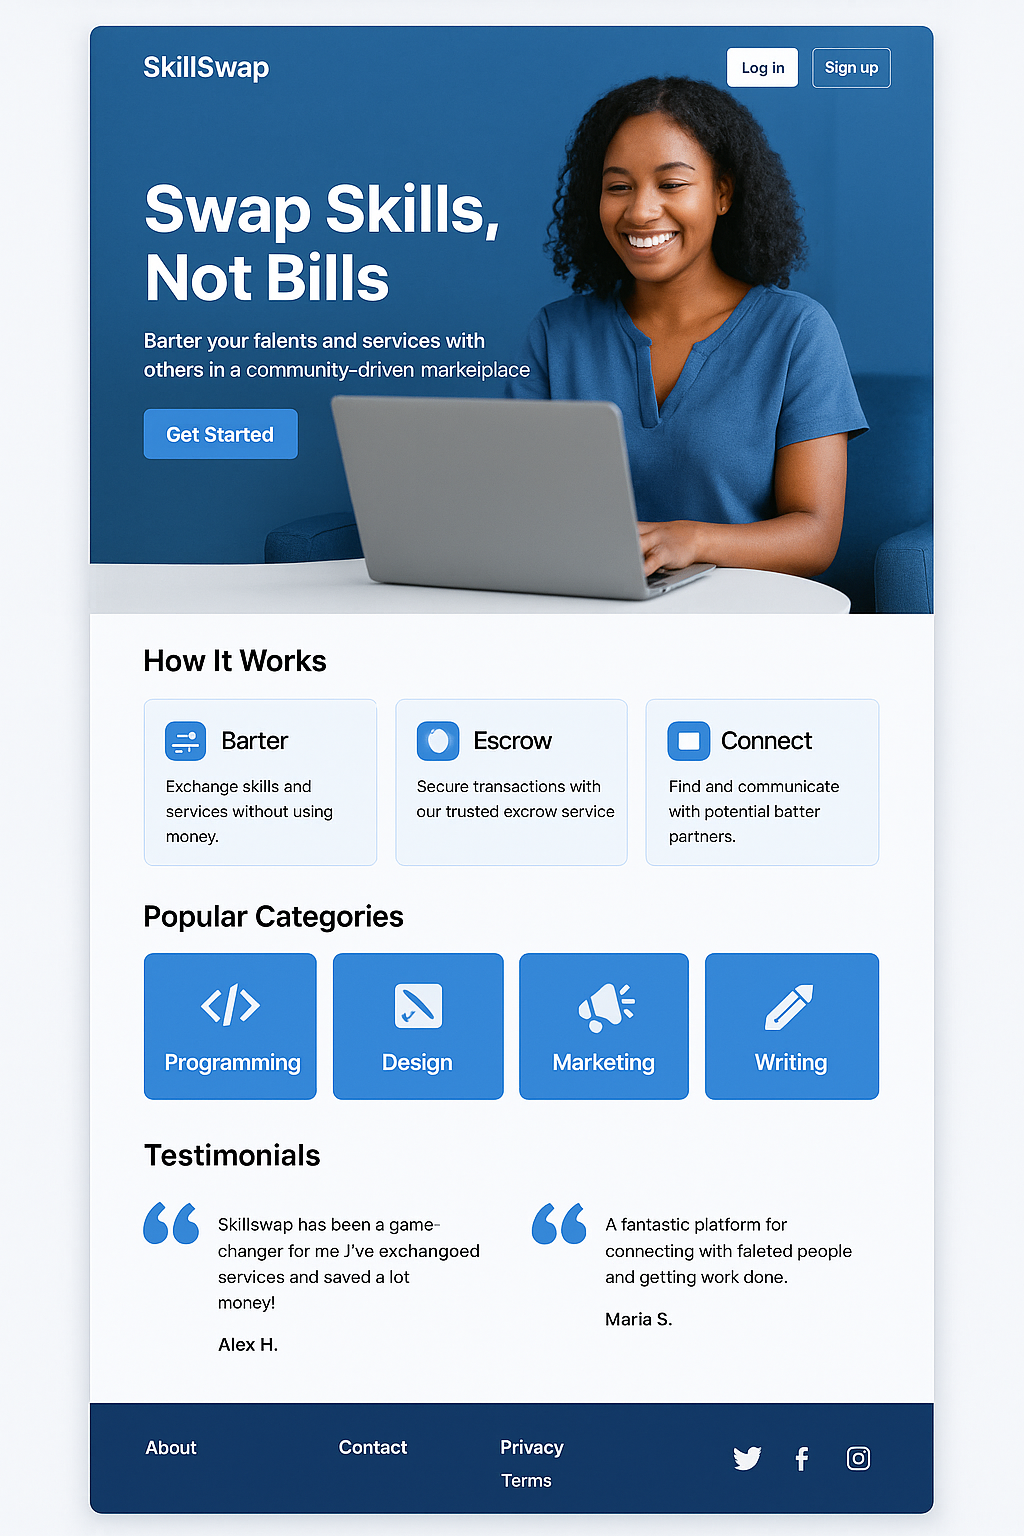 SkillSwap
Log in
Sign up
Swap Skills,
Not Bills
Barter your falents and services with
others in a community-driven markeiplace
Get Started
How It Works
Barter
Exchange skills and
services without using
money.
Escrow
Secure transactions with
our trusted excrow service
Connect
Find and communicate
with potential batter
partners.
Popular Categories
Programming
Design
Marketing
Writing
Testimonials
Skillswap has been a game-
changer for me J've exchangoed
services and saved a lot
money!
Alex H.
A fantastic platform for
connecting with faleted people
and getting work done.
Maria S.
About
Contact
Privacy
Terms